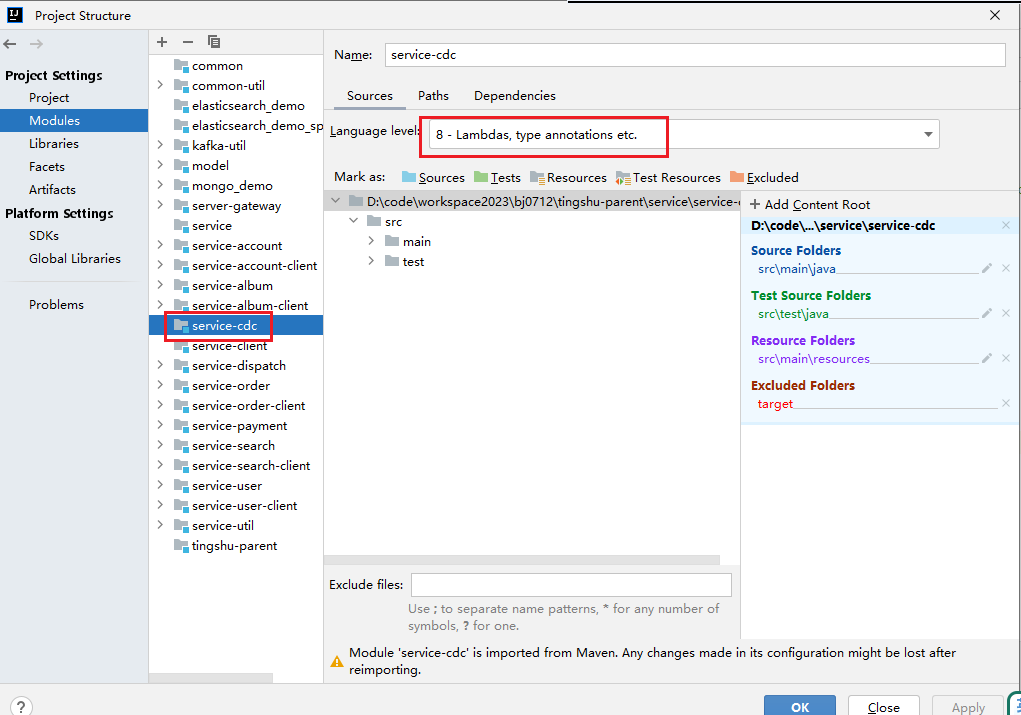 Project Structure
Project Settings
Project
Modules
Libraries
Facets
Artifacts
Platform Settings
SDKs
Global Libraries
Problems
common
common-util
elasticsearch_demo
elasticsearch_demo_sp
kafka-util
model
mongo_demo
server-gateway
service
service-account
service-account-client
service-album
service-album-client
service-cdc
service-client
service-dispatch
service-order
service-order-client
service-payment
service-search
service-search-client
service-user
service-user-client
service-util
tingshu-parent
Name: service-cdc
Sources Paths Dependencies
Language level: 8 - Lambdas, type annotations etc.
Mark as: Sources Tests Resources Test Resources Excluded
D:\code\workspace2023\bj0712\tingshu-parent\service\service-c
src
main
test
+ Add Content Root
D:\code\...\service\service-cdc
Source Folders
src\main\java
Test Source Folders
src\test\java
Resource Folders
src\main\resources
Excluded Folders
target
Exclude files:
Use ; to separate name patterns, * for any number of
symbols, ? for one.
Module 'service-cdc' is imported from Maven. Any changes made in its configuration might be lost after
reimporting.
? OK Close Apply